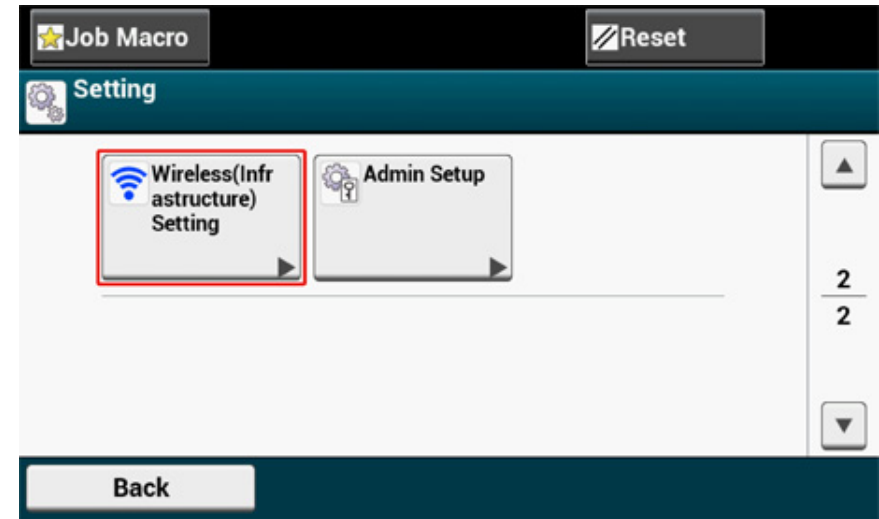 Job Macro
Reset
Setting
Wireless(Infr
astructure)
Setting
Admin Setup
2
2
Back